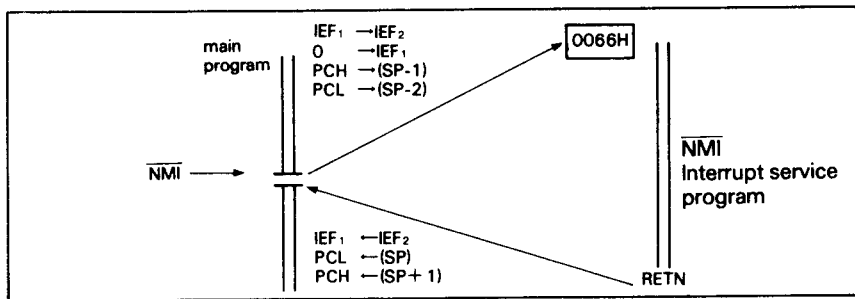 main
program
IEF₁ →IEF₂
0 →IEF₁
PCH →(SP-1)
PCL →(SP-2)
0066H
NMI
NMI
Interrupt service
program
IEF₁ ←IEF₂
PCL ←(SP)
PCH ←(SP+1)
RETN